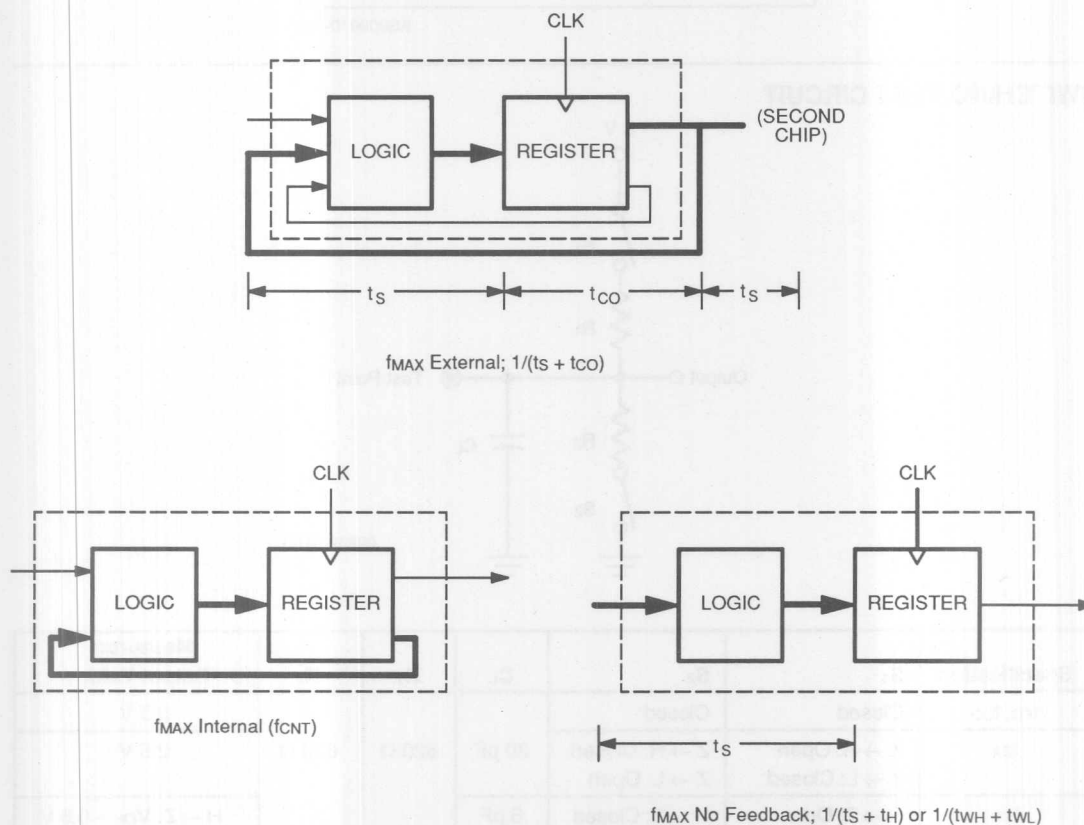 CLK
(SECOND
CHIP)
LOGIC
REGISTER
tS
tCO
tS
fMAX External; 1/(tS + tCO)
CLK
LOGIC
REGISTER
fMAX Internal (fCNT)
CLK
LOGIC
REGISTER
tS
fMAX No Feedback; 1/(tS + tH) or 1/(tWH + tWL)